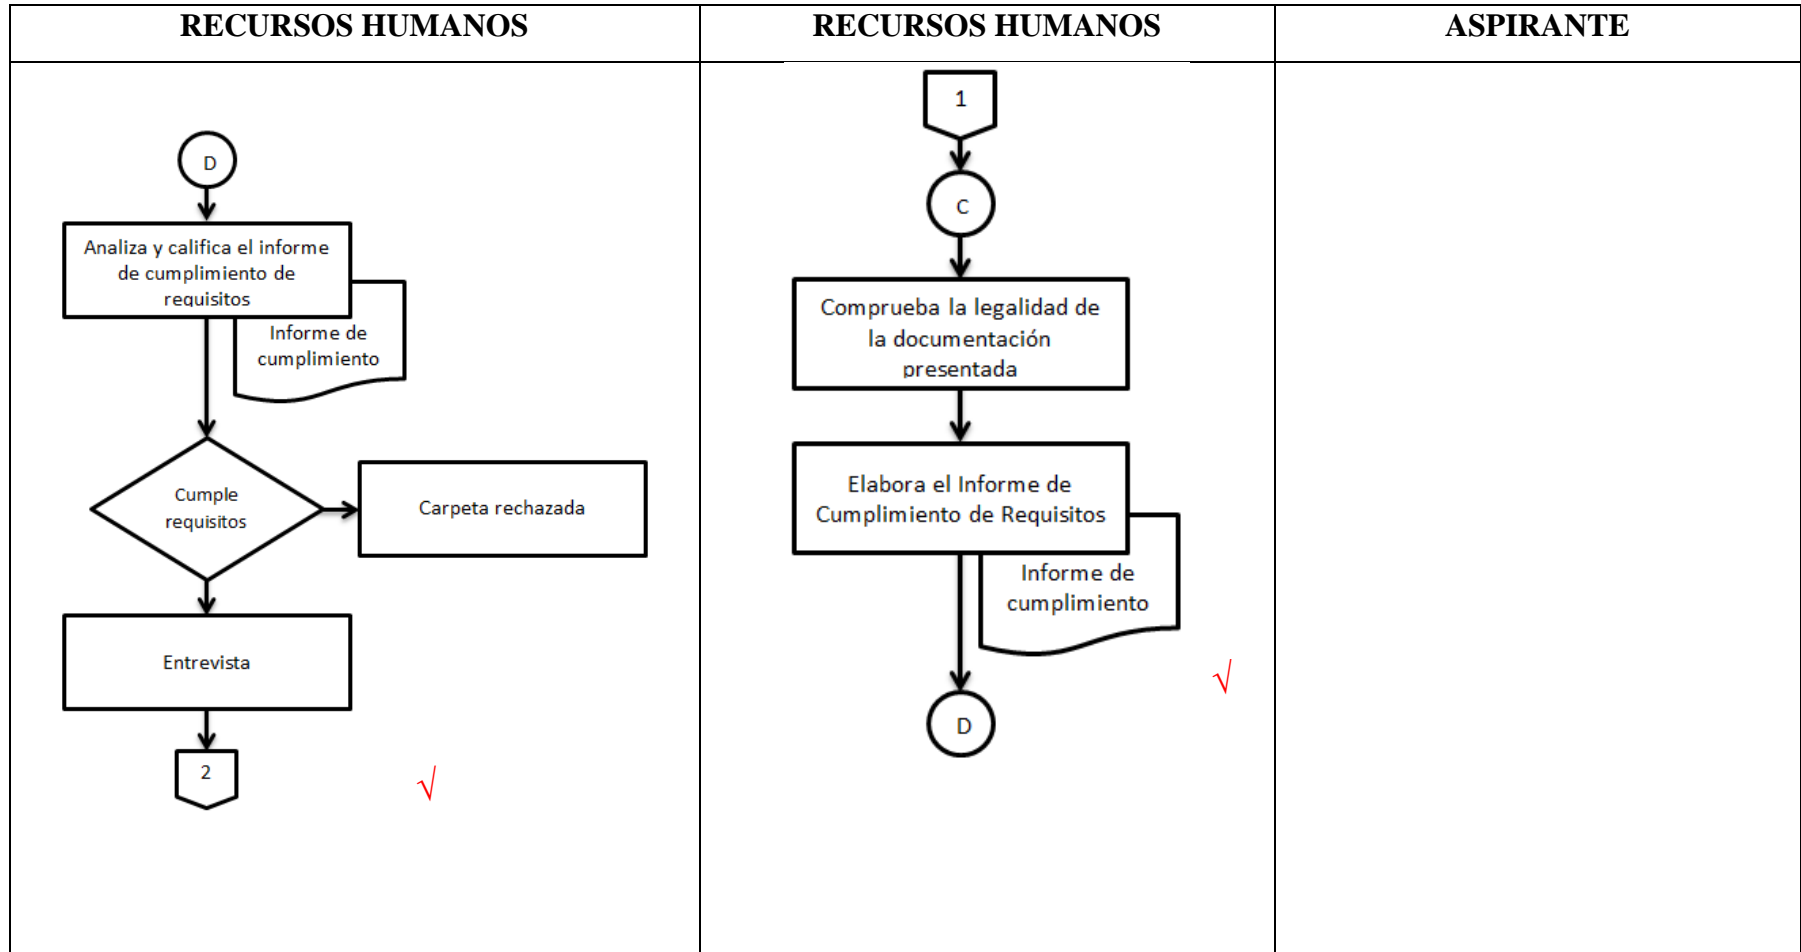 RECURSOS HUMANOS
RECURSOS HUMANOS
ASPIRANTE
D
Analiza y califica el informe
de cumplimiento de
requisitos
Informe de
cumplimiento
Cumple
requisitos
Carpeta rechazada
Entrevista
2
√
1
C
Comprueba la legalidad de
la documentación
presentada
Elabora el Informe de
Cumplimiento de Requisitos
Informe de
cumplimiento
√
D